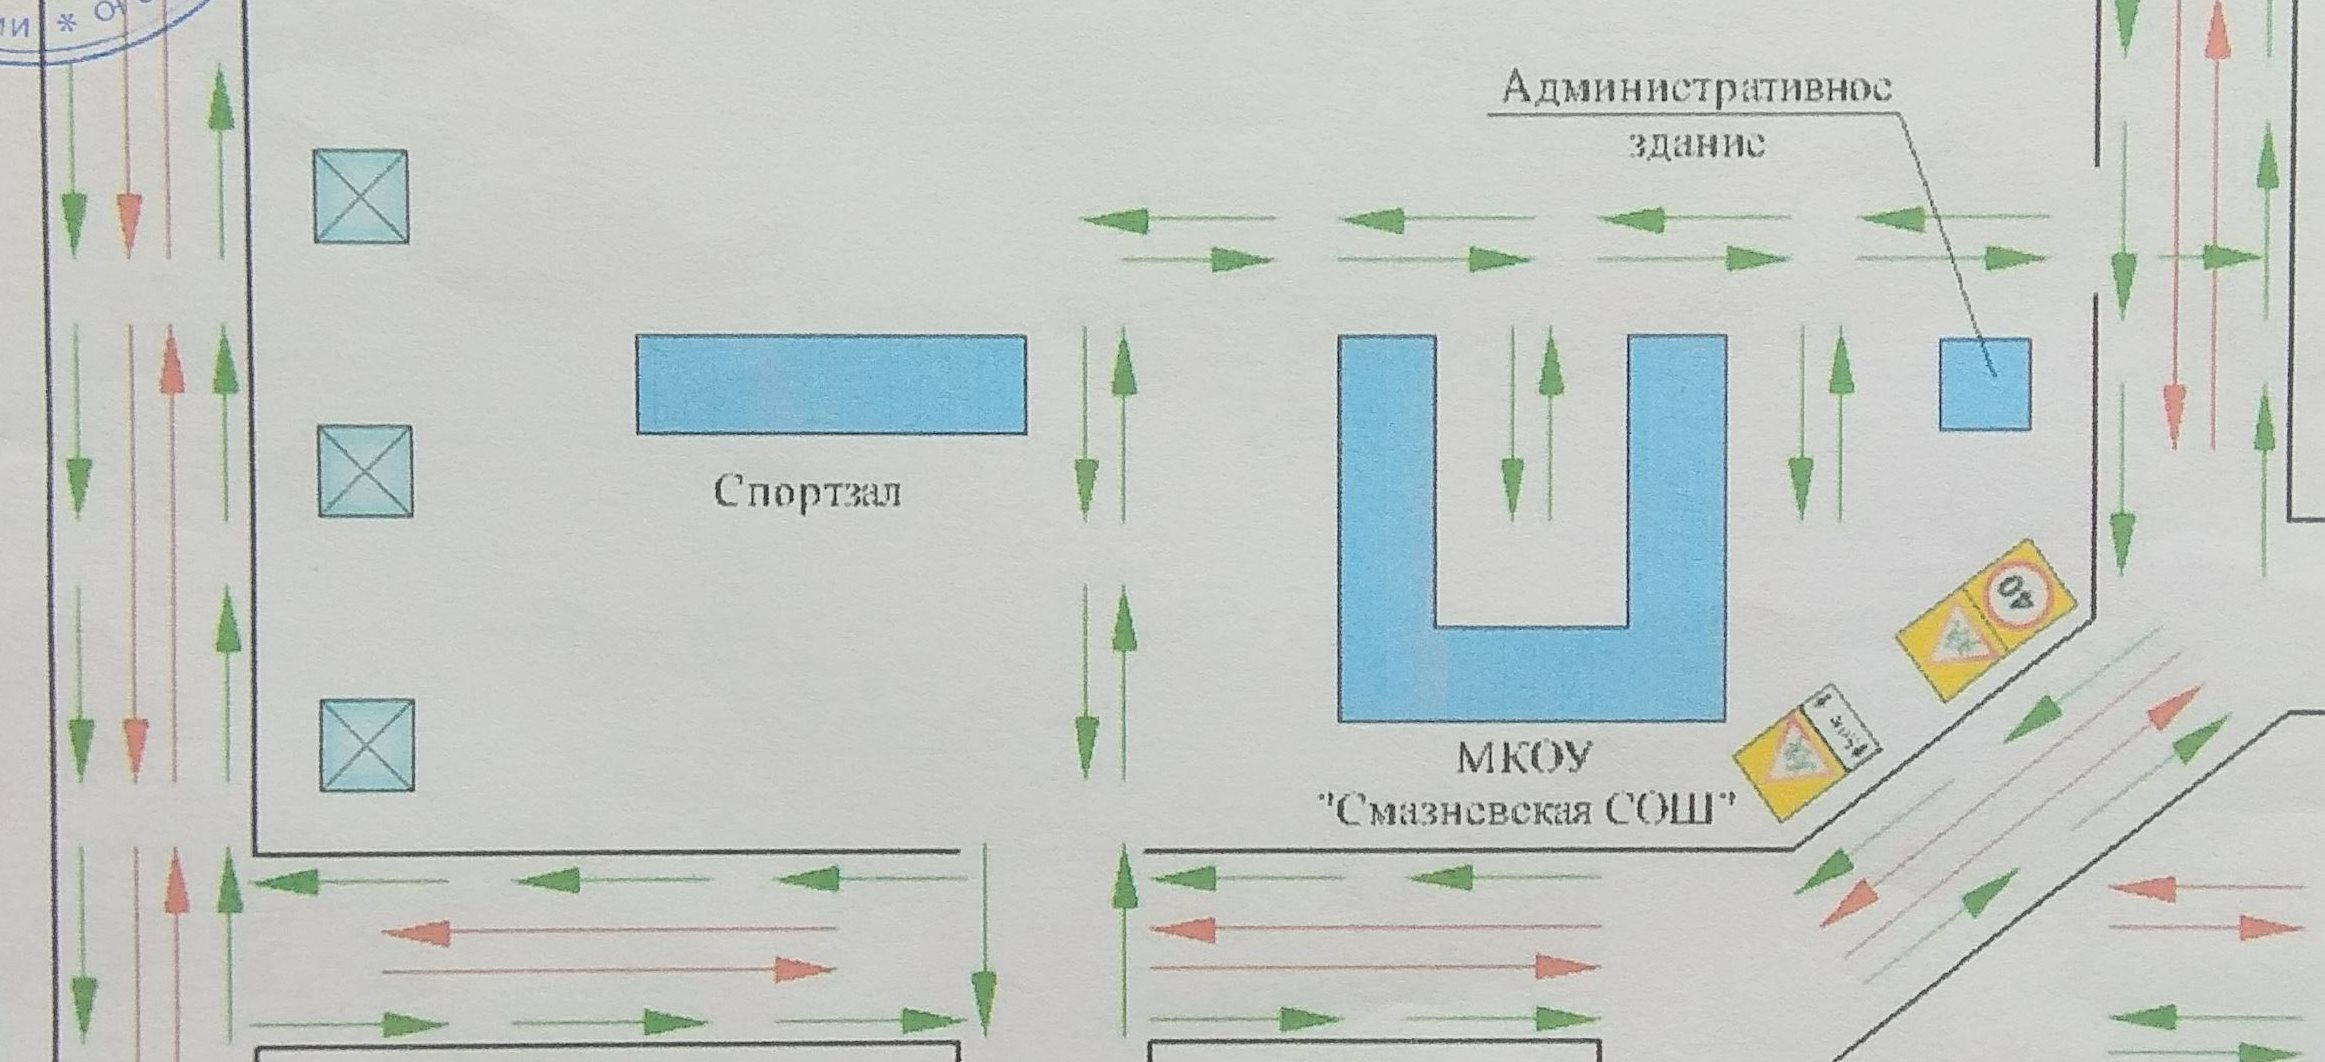 Административное
здание
Спортзал
40
МКОУ
"Смазневская СОШ"